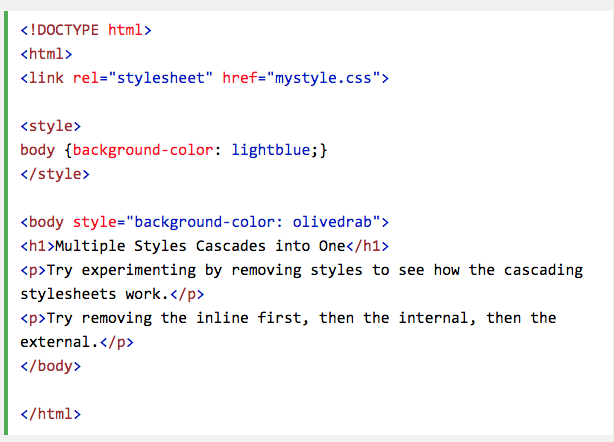 <!DOCTYPE html>
<html>
<link rel="stylesheet" href="mystyle.css">
<style>
body {background-color: lightblue;}
</style>
<body style="background-color: olivedrab">
<h1>Multiple Styles Cascades into One</h1>
<p>Try experimenting by removing styles to see how the cascading
stylesheets work.</p>
<p>Try removing the inline first, then the internal, then the
external.</p>
</body>
</html>